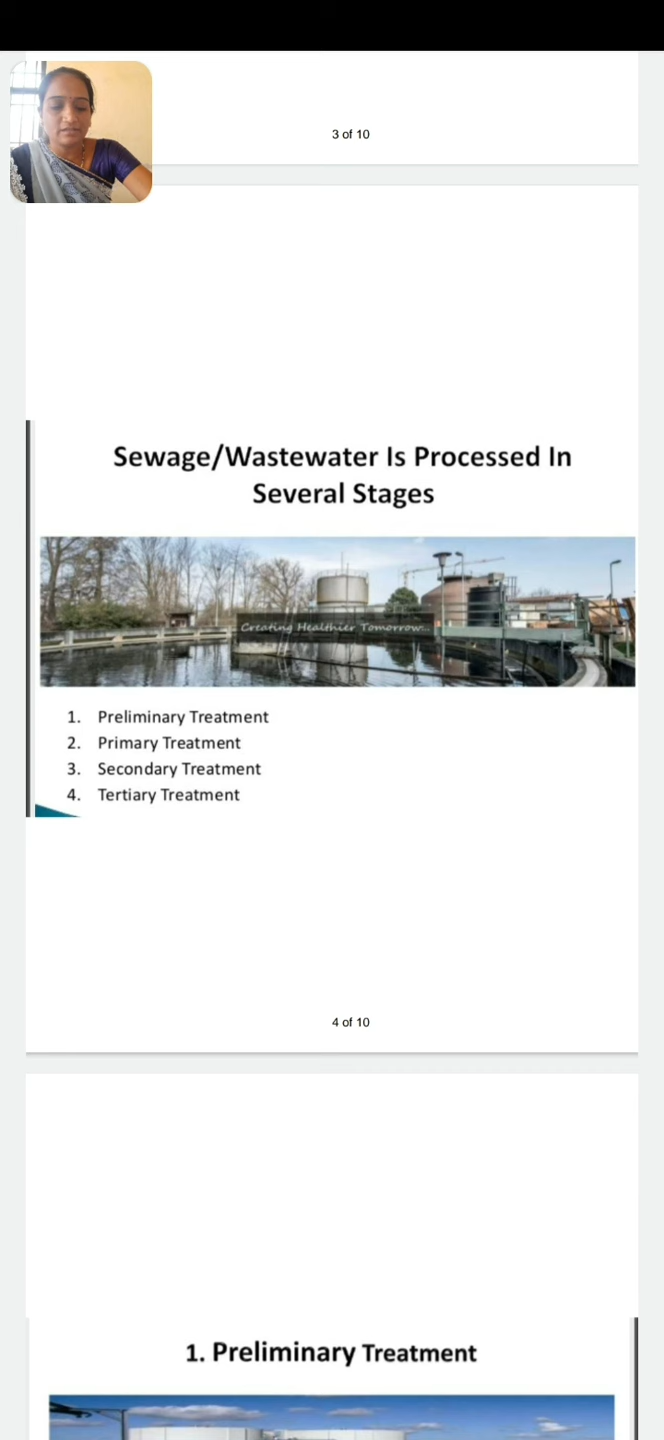 3 of 10
Sewage/Wastewater Is Processed In
Several Stages
Creating Healthier Tomorrow...
1. Preliminary Treatment
2. Primary Treatment
3. Secondary Treatment
4. Tertiary Treatment
4 of 10
1. Preliminary Treatment